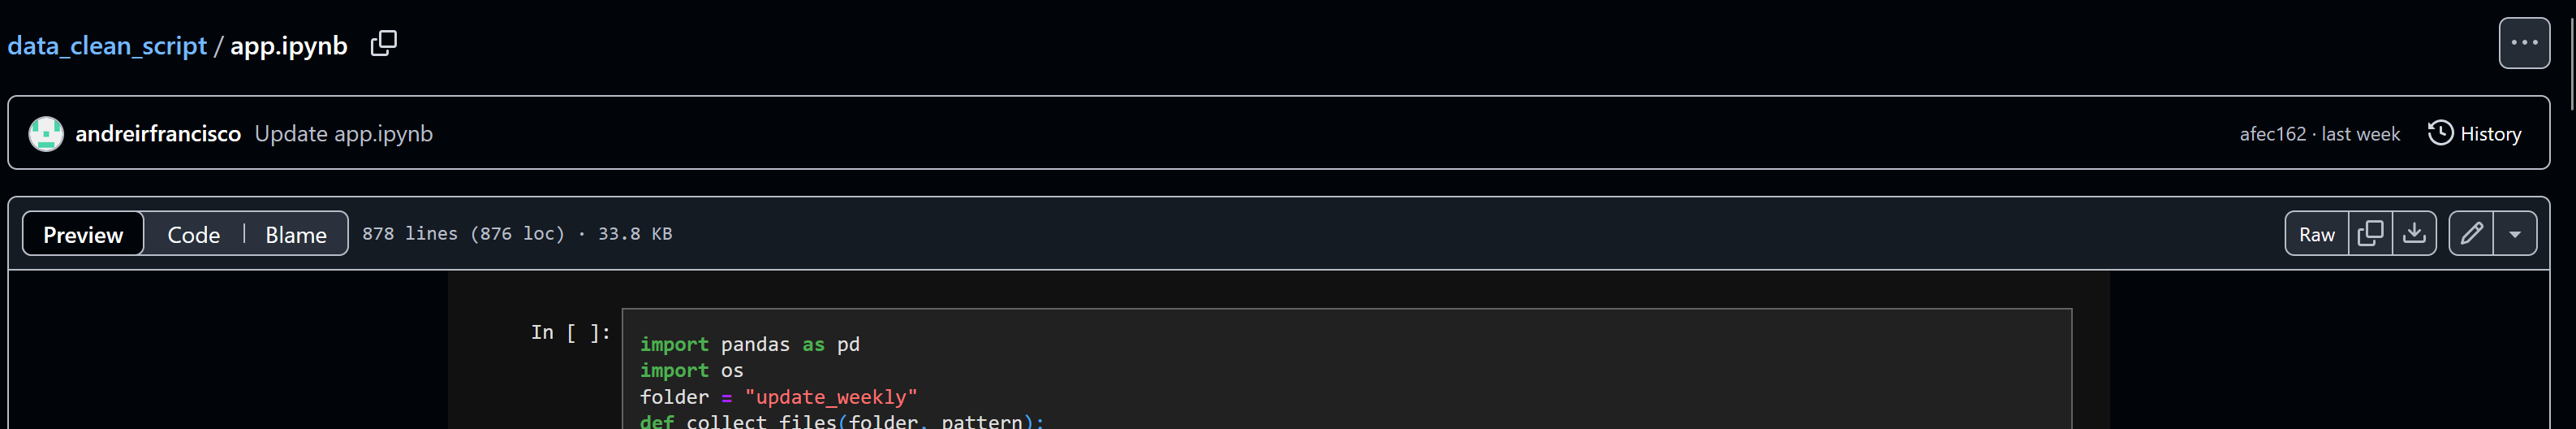 data_clean_script / app.ipynb
andreirfrancisco Update app.ipynb afec162 · last week History
Preview Code Blame 878 lines (876 loc) · 33.8 KB Raw
In [ ]:
import pandas as pd
import os
folder = "update_weekly"
def collect_files(folder, pattern):